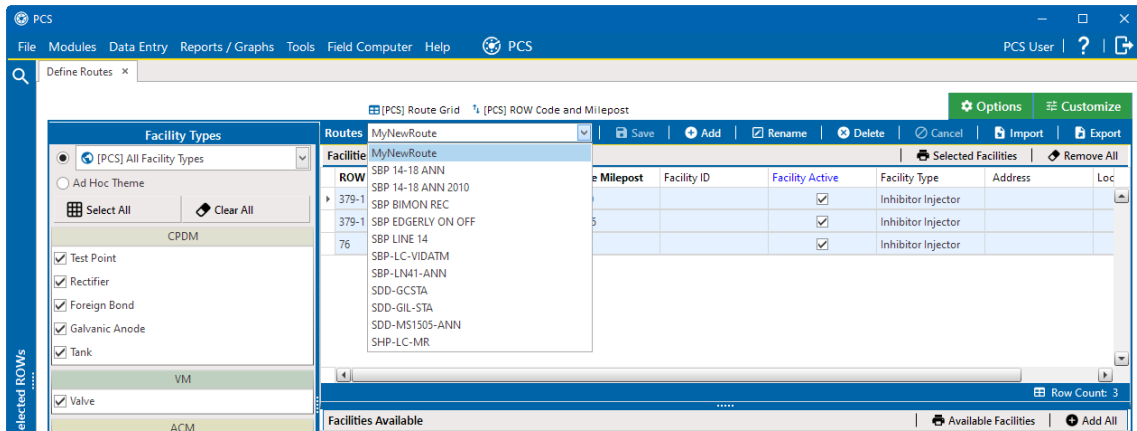 PCS
File Modules Data Entry Reports / Graphs Tools Field Computer Help PCS PCS User ?
Define Routes ×
[PCS] Route Grid [PCS] ROW Code and Milepost Options Customize
Facility Types
Routes MyNewRoute Save Add Rename Delete Cancel Import Export
[PCS] All Facility Types
Ad Hoc Theme
Select All Clear All
CPDM
Test Point
Rectifier
Foreign Bond
Galvanic Anode
Tank
VM
Valve
ACM
Selected Facilities Remove All
ROW Milepost Facility ID Facility Active Facility Type Address Loc
379-1 Inhibitor Injector
379-1 Inhibitor Injector
76 Inhibitor Injector
MyNewRoute
SBP 14-18 ANN
SBP 14-18 ANN 2010
SBP BIMON REC
SBP EDGERLY ON OFF
SBP LINE 14
SBP-LC-VIDATM
SBP-LN41-ANN
SDD-GCSTA
SDD-GIL-STA
SDD-MS1505-ANN
SHP-LC-MR
Row Count: 3
Facilities Available Available Facilities Add All
ROWs